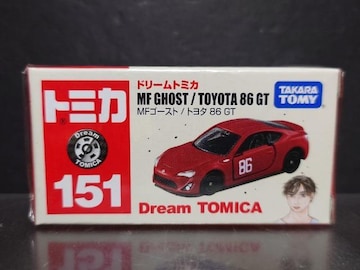 ドリームトミカ
MF GHOST / TOYOTA 86 GT
MFゴースト / トヨタ 86 GT
TAKARA
TOMY
トミカ
Dream
TOMICA
151
86
Dream TOMICA